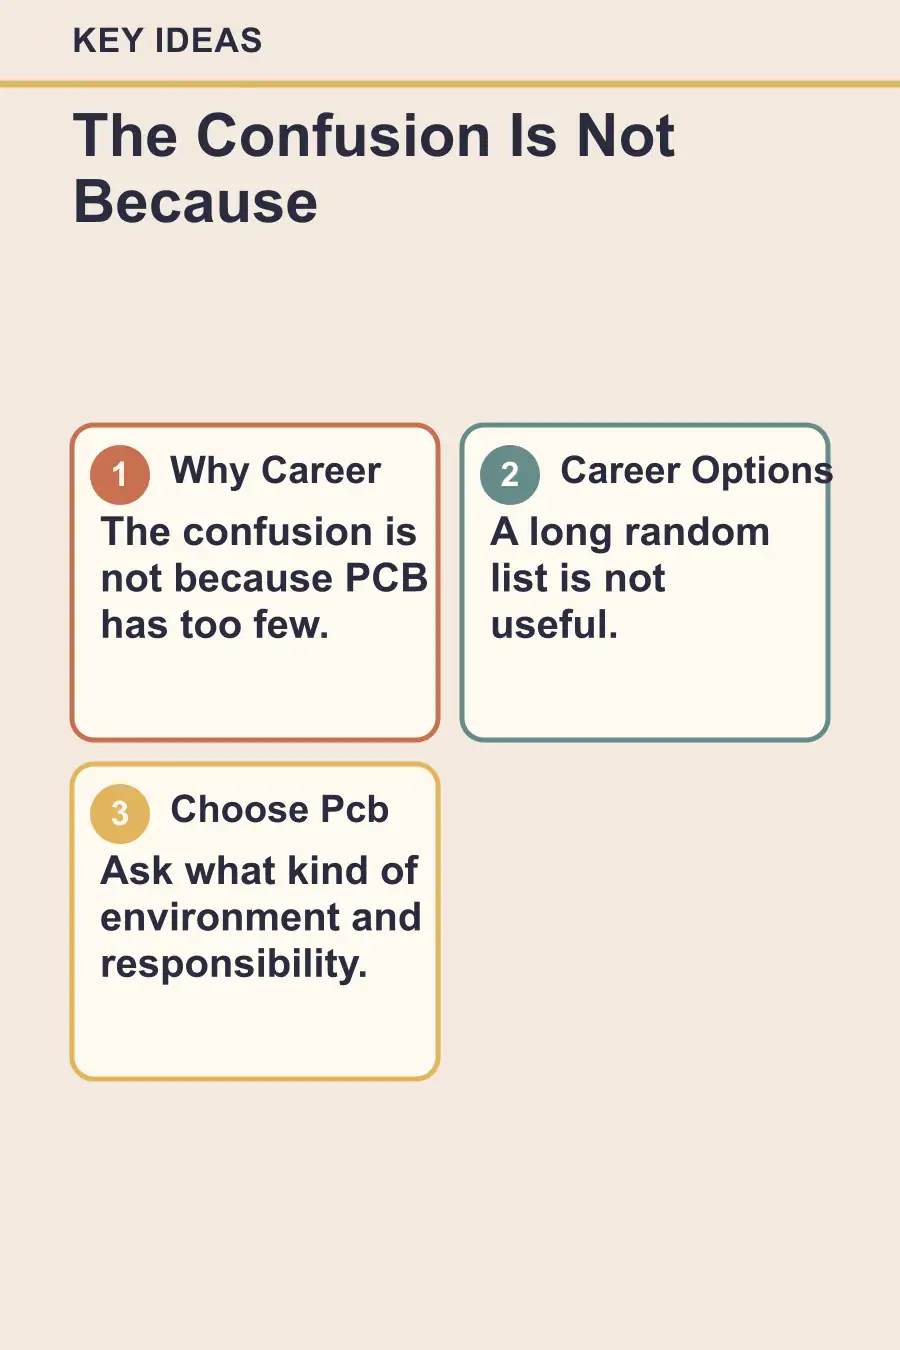 KEY IDEAS
The Confusion Is Not
Because
1
Why Career
The confusion is
not because PCB
has too few.
2
Career Options
A long random
list is not
useful.
3
Choose Pcb
Ask what kind of
environment and
responsibility.